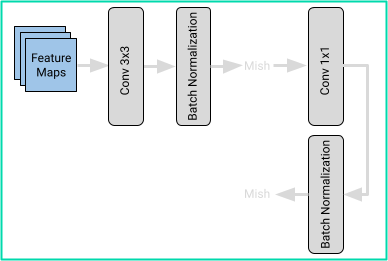 Feature
Maps
Conv 3x3
Batch Normalization
Mish
Conv 1x1
Batch Normalization
Mish